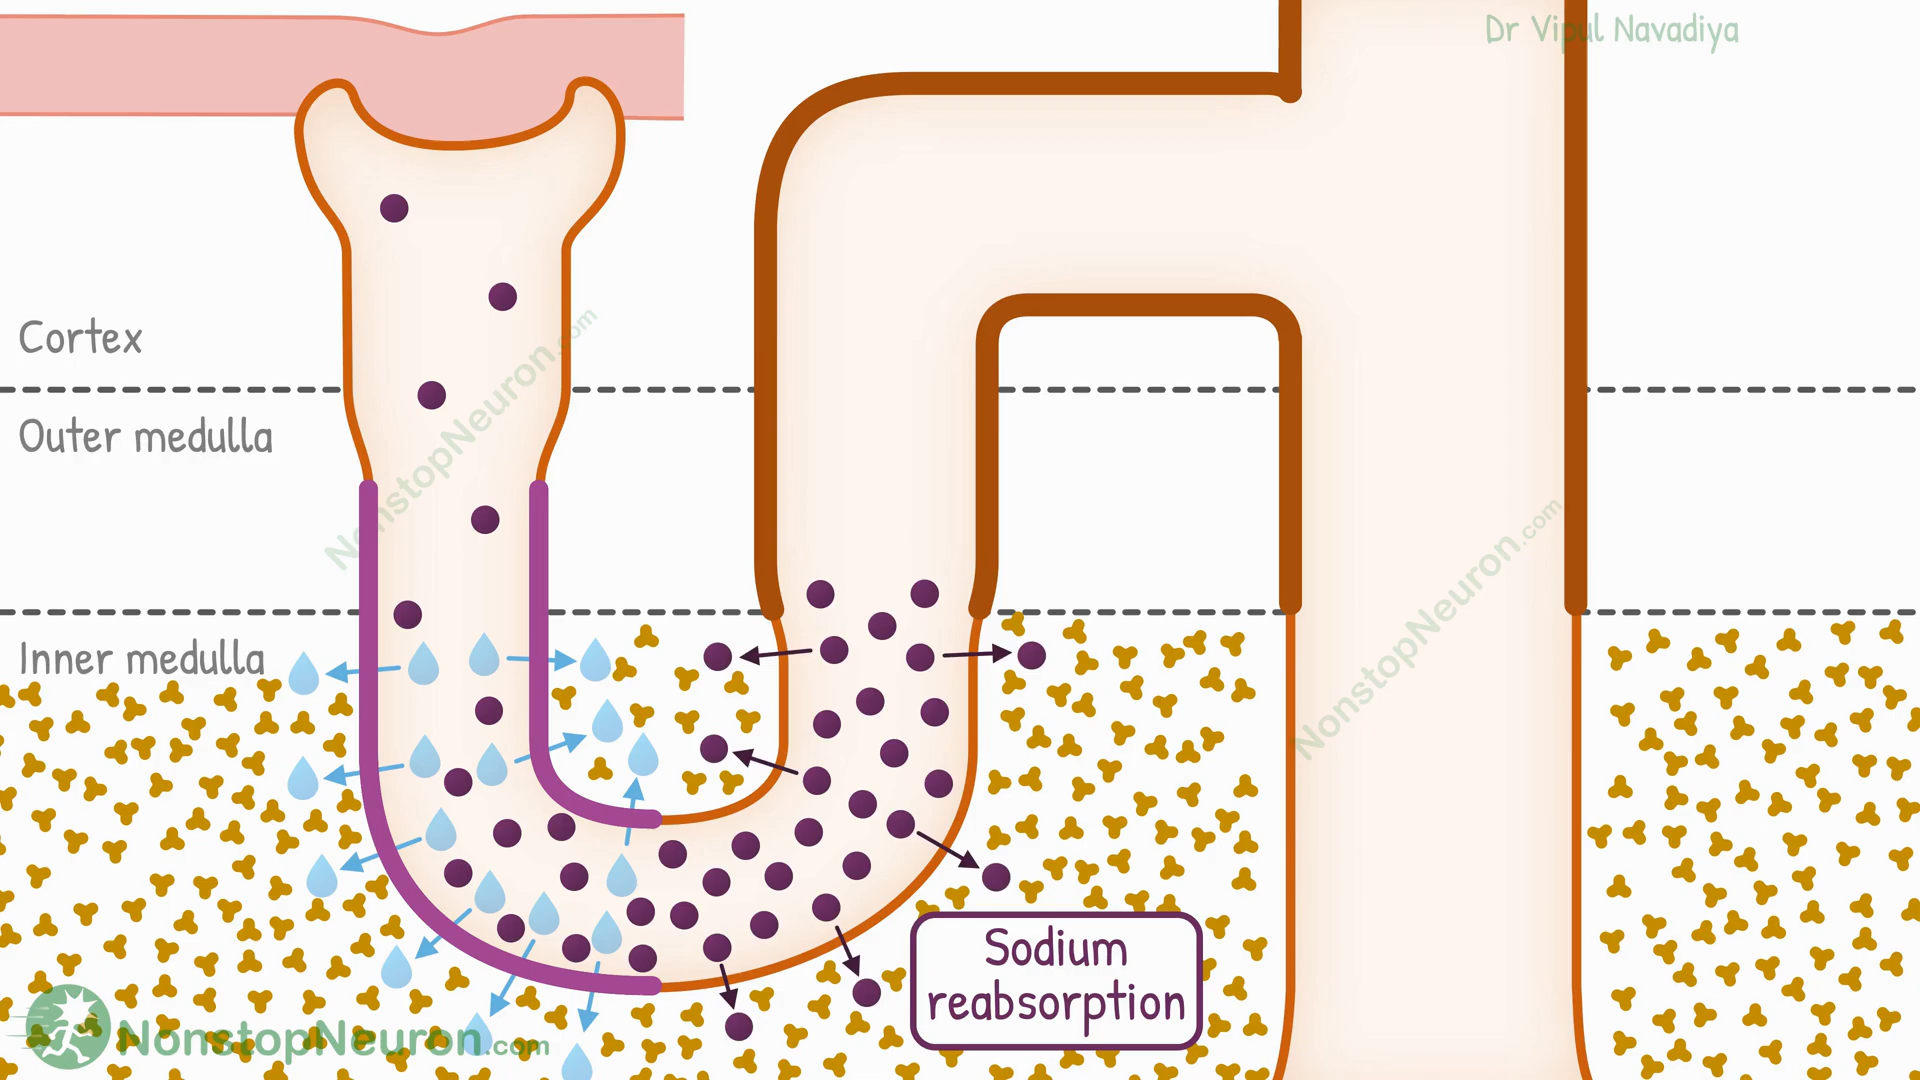 Dr Vipul Navadiya
Cortex
Outer medulla
NonstopNeuron.com
NonstopNeuron.com
Inner medulla
Sodium
reabsorption
NonstopNeuron.com